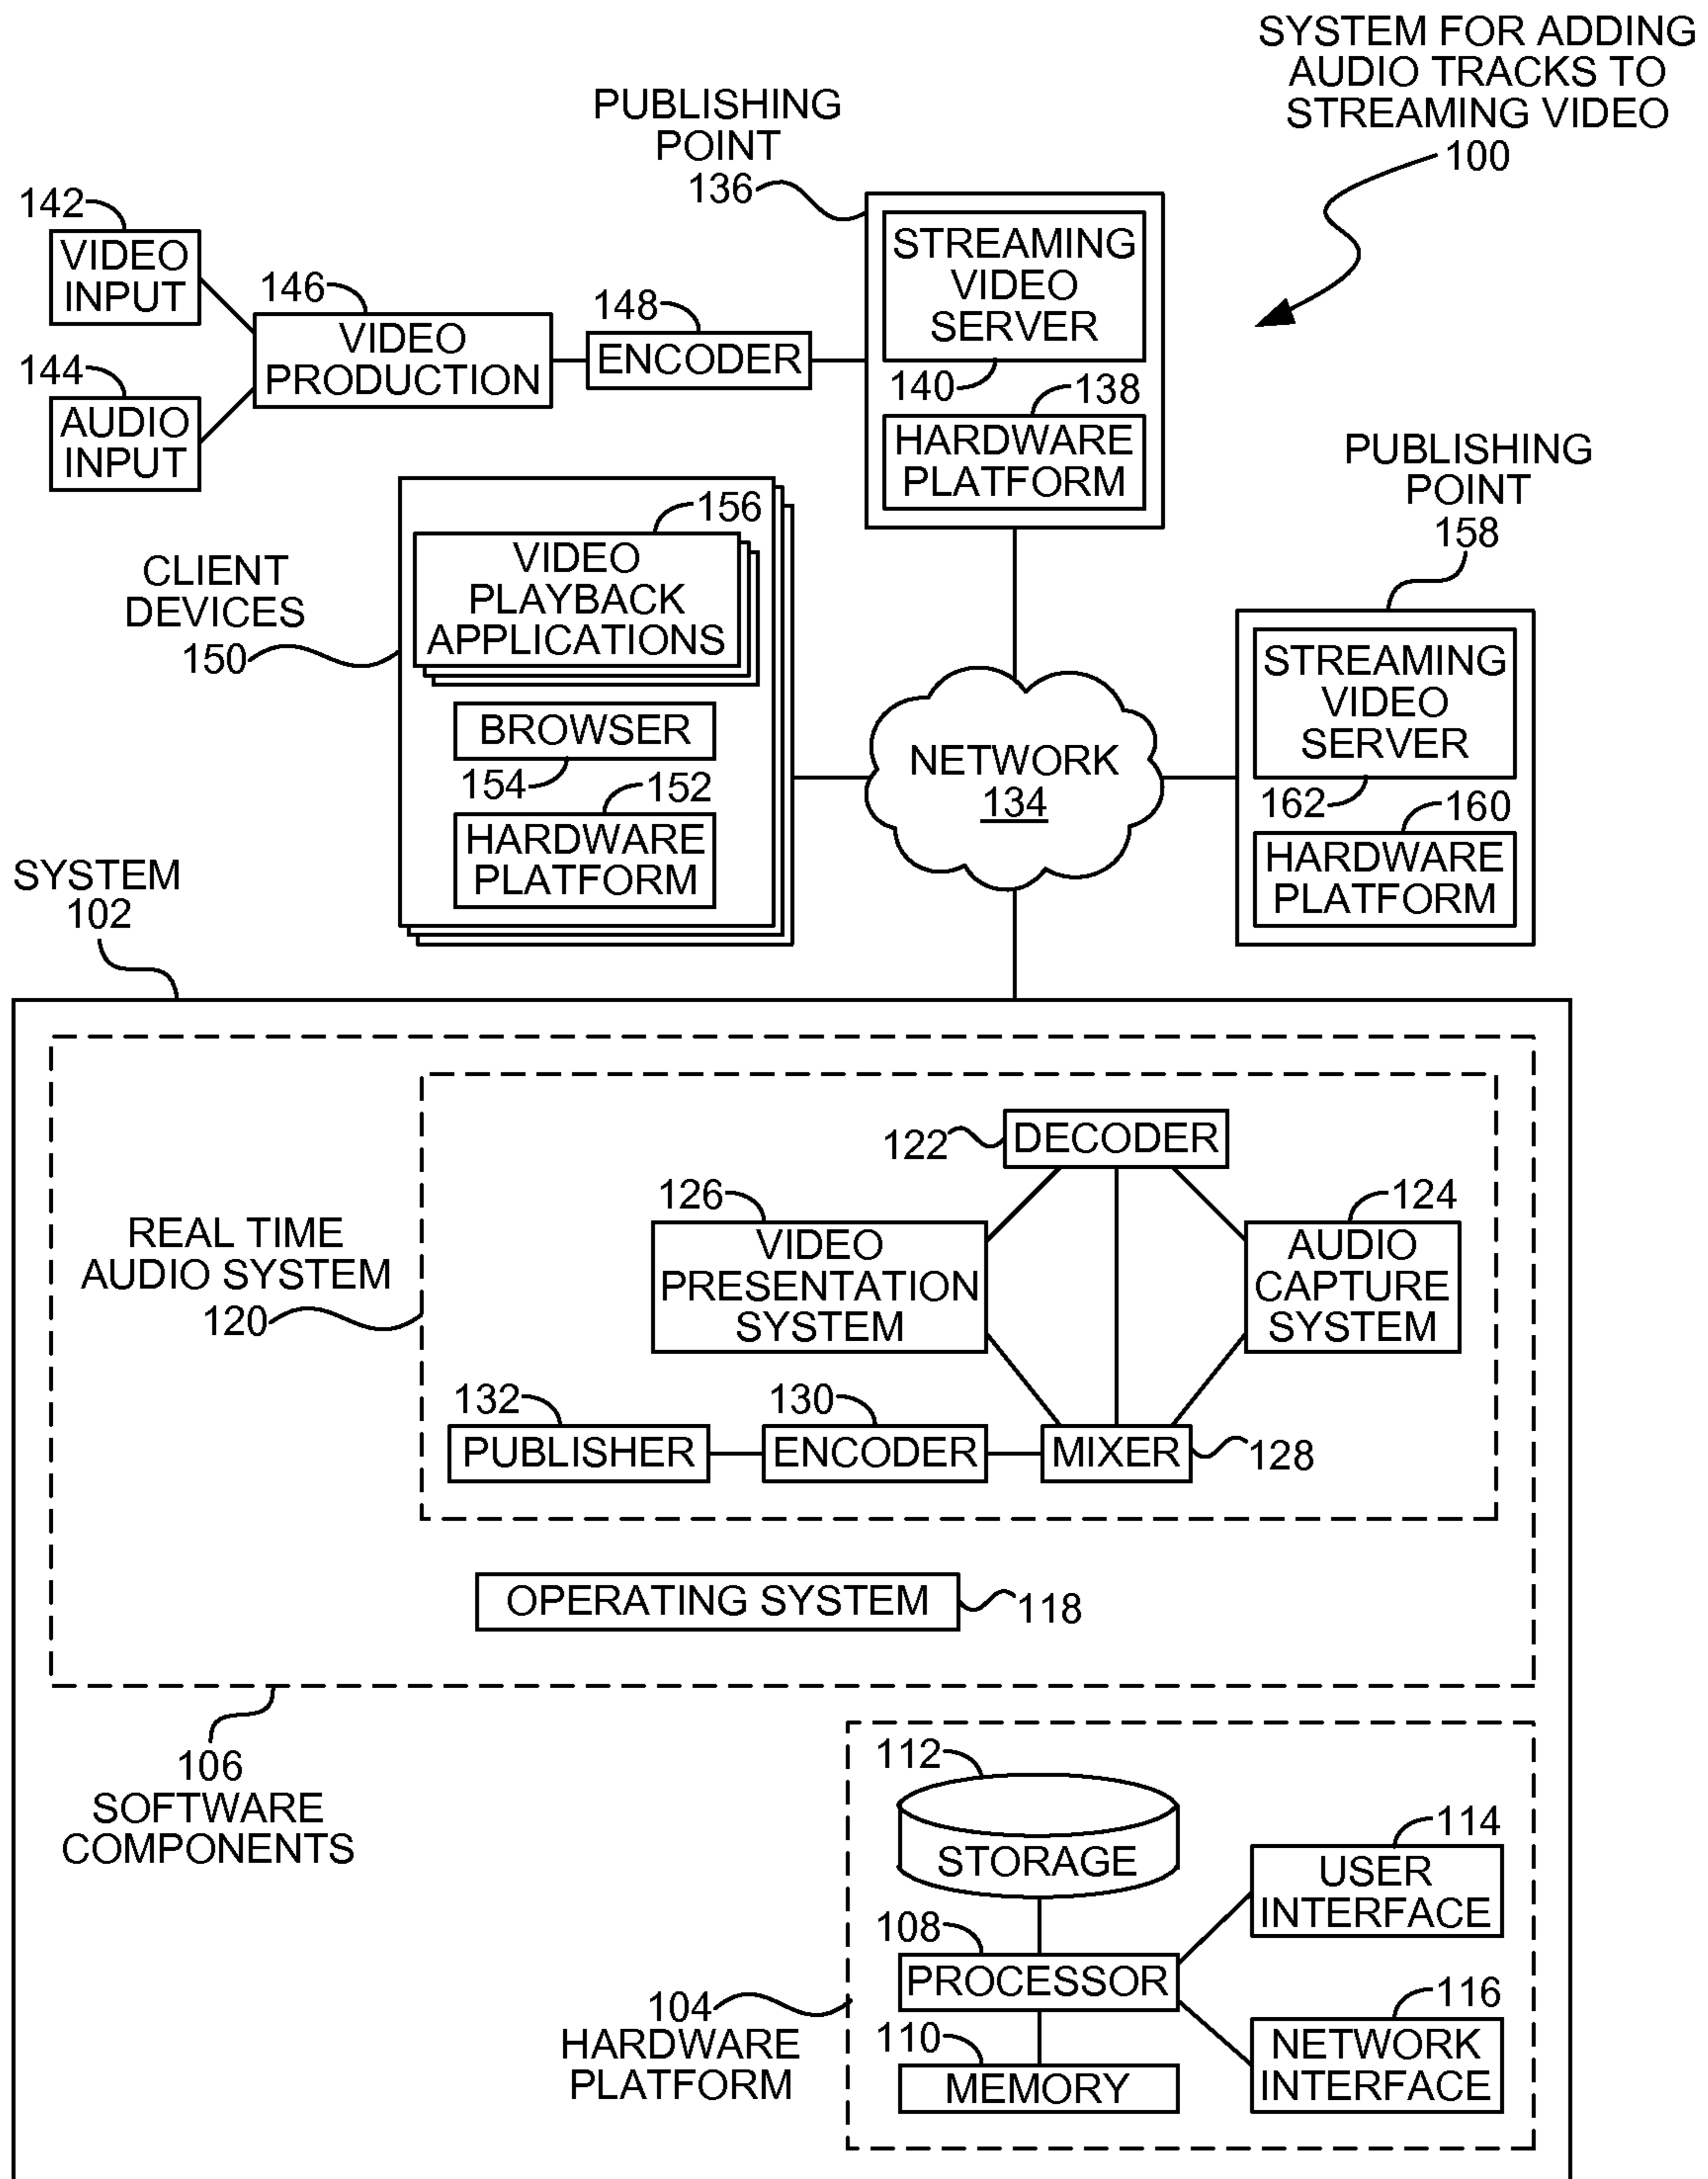 SYSTEM FOR ADDING
AUDIO TRACKS TO
STREAMING VIDEO
100
PUBLISHING
POINT
136
STREAMING
VIDEO
SERVER
140
138
HARDWARE
PLATFORM
142
VIDEO
INPUT
144
AUDIO
INPUT
146
VIDEO
PRODUCTION
148
ENCODER
PUBLISHING
POINT
158
STREAMING
VIDEO
SERVER
162
160
HARDWARE
PLATFORM
CLIENT
DEVICES
150
156
VIDEO
PLAYBACK
APPLICATIONS
BROWSER
154
152
HARDWARE
PLATFORM
NETWORK
134
SYSTEM
102
REAL TIME
AUDIO SYSTEM
120
122
DECODER
126
VIDEO
PRESENTATION
SYSTEM
124
AUDIO
CAPTURE
SYSTEM
132
PUBLISHER
130
ENCODER
MIXER
128
OPERATING SYSTEM
118
106
SOFTWARE
COMPONENTS
104
HARDWARE
PLATFORM
112
STORAGE
108
PROCESSOR
110
MEMORY
114
USER
INTERFACE
116
NETWORK
INTERFACE